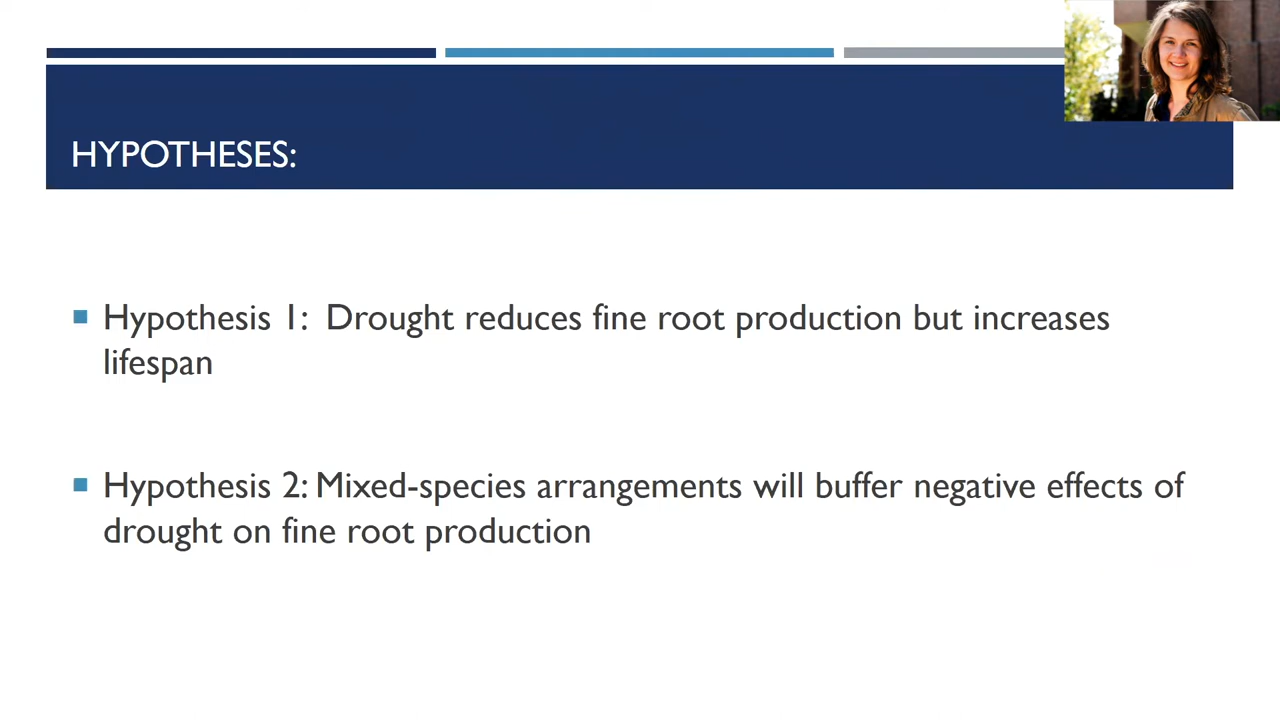 HYPOTHESES:
Hypothesis 1: Drought reduces fine root production but increases
lifespan
Hypothesis 2: Mixed-species arrangements will buffer negative effects of
drought on fine root production